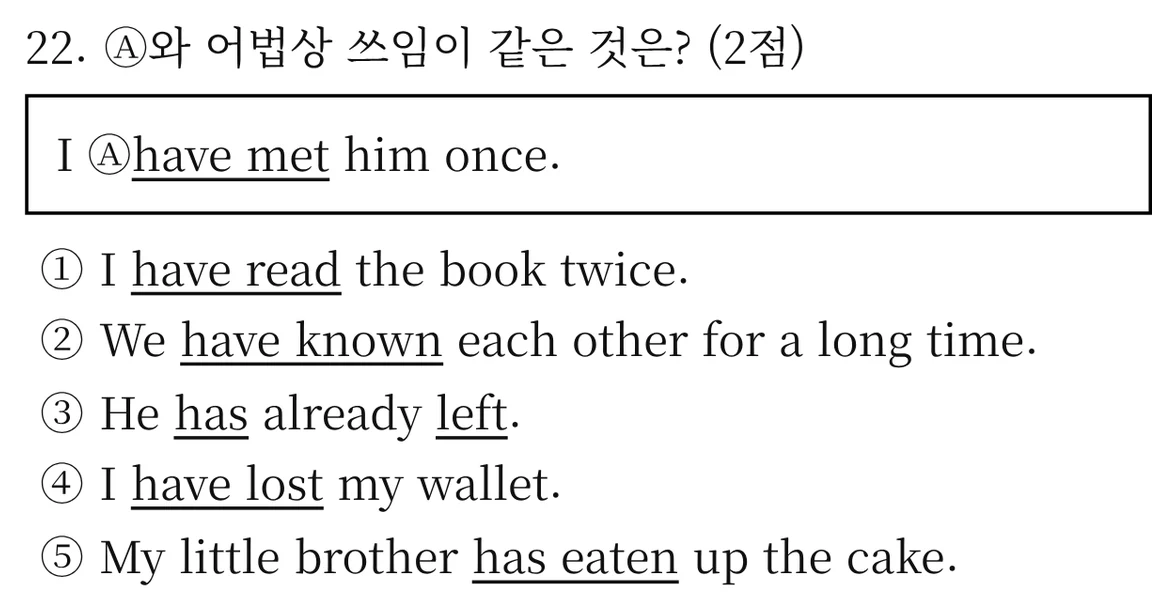 22. Ⓐ와 어법상 쓰임이 같은 것은? (2점)
I Ⓐhave met him once.
① I have read the book twice.
② We have known each other for a long time.
③ He has already left.
④ I have lost my wallet.
⑤ My little brother has eaten up the cake.